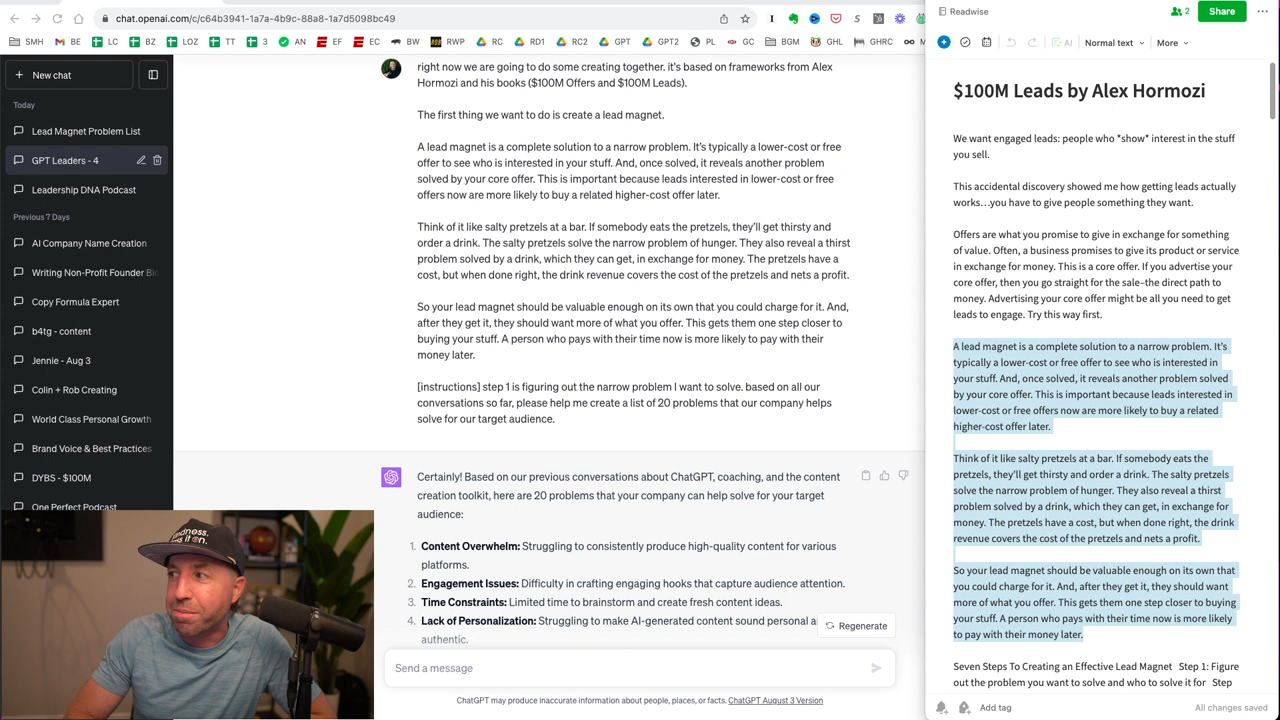 chat.openai.com/c/c64b3941-1a7a-4b9c-88a8-1a7d5098bc49
SMH
BE
LC
BZ
LOZ
TT
3
AN
EF
EC
BW
RWP
RC
RD1
RC2
GPT
GPT2
PL
GC
BGM
GHL
GHRC
M
New chat
Today
Lead Magnet Problem List
GPT Leaders - 4
Leadership DNA Podcast
Previous 7 Days
AI Company Name Creation
Writing Non-Profit Founder Bio
Copy Formula Expert
b4tg - content
Jennie - Aug 3
Colin + Rob Creating
World Class Personal Growth
Brand Voice & Best Practices
DYBS - $100M
One Perfect Podcast
kindness.
pass it on.
right now we are going to do some creating together. it's based on frameworks from Alex
Hormozi and his books ($100M Offers and $100M Leads).
The first thing we want to do is create a lead magnet.
A lead magnet is a complete solution to a narrow problem. It's typically a lower-cost or free
offer to see who is interested in your stuff. And, once solved, it reveals another problem
solved by your core offer. This is important because leads interested in lower-cost or free
offers now are more likely to buy a related higher-cost offer later.
Think of it like salty pretzels at a bar. If somebody eats the pretzels, they'll get thirsty and
order a drink. The salty pretzels solve the narrow problem of hunger. They also reveal a thirst
problem solved by a drink, which they can get, in exchange for money. The pretzels have a
cost, but when done right, the drink revenue covers the cost of the pretzels and nets a profit.
So your lead magnet should be valuable enough on its own that you could charge for it. And,
after they get it, they should want more of what you offer. This gets them one step closer to
buying your stuff. A person who pays with their time now is more likely to pay with their
money later.
[instructions] step 1 is figuring out the narrow problem I want to solve. based on all our
conversations so far, please help me create a list of 20 problems that our company helps
solve for our target audience.
Certainly! Based on our previous conversations about ChatGPT, coaching, and the content
creation toolkit, here are 20 problems that your company can help solve for your target
audience:
1. Content Overwhelm: Struggling to consistently produce high-quality content for various
platforms.
2. Engagement Issues: Difficulty in crafting engaging hooks that capture audience attention.
3. Time Constraints: Limited time to brainstorm and create fresh content ideas.
4. Lack of Personalization: Struggling to make AI-generated content sound personal a
authentic.
Regenerate
Send a message
ChatGPT may produce inaccurate information about people, places, or facts. ChatGPT August 3 Version
Readwise
2
Share
AI
Normal text
More
$100M Leads by Alex Hormozi
We want engaged leads: people who *show* interest in the stuff
you sell.
This accidental discovery showed me how getting leads actually
works…you have to give people something they want.
Offers are what you promise to give in exchange for something
of value. Often, a business promises to give its product or service
in exchange for money. This is a core offer. If you advertise your
core offer, then you go straight for the sale–the direct path to
money. Advertising your core offer might be all you need to get
leads to engage. Try this way first.
A lead magnet is a complete solution to a narrow problem. It's
typically a lower-cost or free offer to see who is interested in
your stuff. And, once solved, it reveals another problem solved
by your core offer. This is important because leads interested in
lower-cost or free offers now are more likely to buy a related
higher-cost offer later.
Think of it like salty pretzels at a bar. If somebody eats the
pretzels, they'll get thirsty and order a drink. The salty pretzels
solve the narrow problem of hunger. They also reveal a thirst
problem solved by a drink, which they can get, in exchange for
money. The pretzels have a cost, but when done right, the drink
revenue covers the cost of the pretzels and nets a profit.
So your lead magnet should be valuable enough on its own that
you could charge for it. And, after they get it, they should want
more of what you offer. This gets them one step closer to buying
your stuff. A person who pays with their time now is more likely
to pay with their money later.
Seven Steps To Creating an Effective Lead Magnet Step 1: Figure
out the problem you want to solve and who to solve it for Step
Add tag
All changes saved